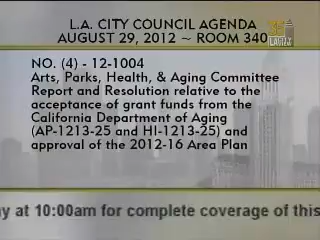 L.A. CITY COUNCIL AGENDA
AUGUST 29, 2012 ~ ROOM 340
35
NO. (4) - 12-1004
Arts, Parks, Health, & Aging Committee
Report and Resolution relative to the
acceptance of grant funds from the
California Department of Aging
(AP-1213-25 and HI-1213-25) and
approval of the 2012-16 Area Plan
at 10:00am for complete coverage of this